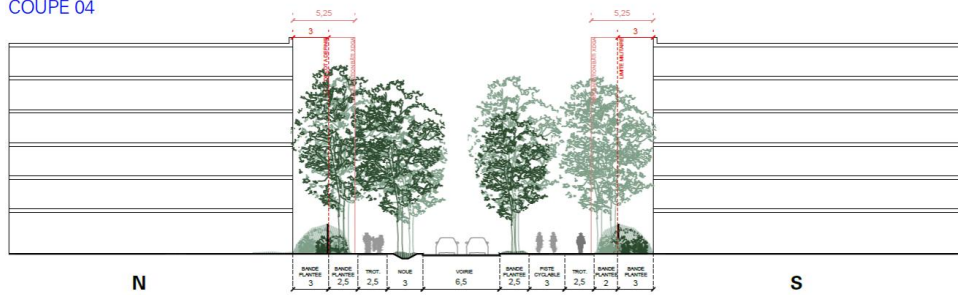 COUPE 04
5,25
5,25
3
3
LIMITE MILITAIRE
N
BANDE PLANTEE
3
BANDE PLANTEE
2,5
TROT.
2,5
NOUE
3
VOIRIE
6,5
BANDE PLANTEE
2,5
PISTE CYCLABLE
3
TROT.
2,5
BANDE PLANTEE
2
BANDE PLANTEE
3
S